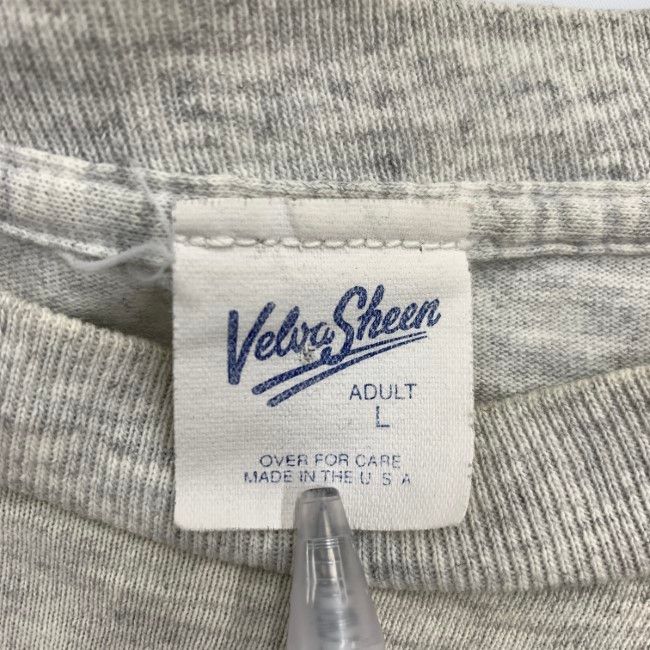 Velva Sheen
ADULT
L
OVER FOR CARE
MADE IN THE U S A